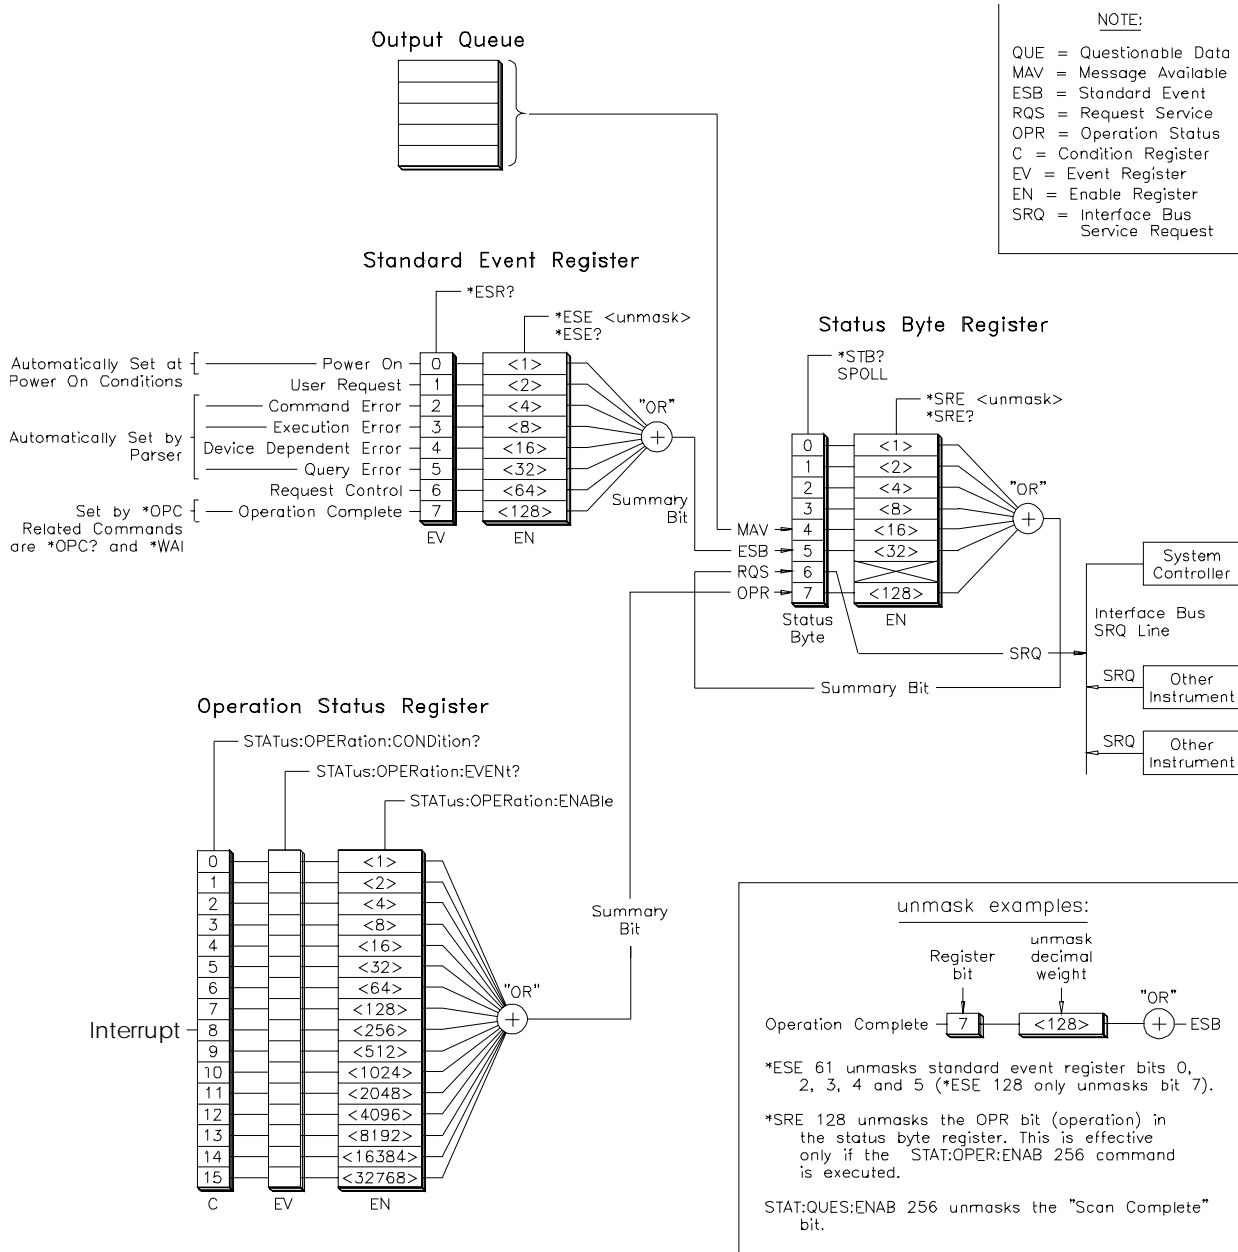 Output Queue
NOTE:
QUE = Questionable Data
MAV = Message Available
ESB = Standard Event
RQS = Request Service
OPR = Operation Status
C = Condition Register
EV = Event Register
EN = Enable Register
SRQ = Interface Bus
Service Request
Standard Event Register
*ESR?
*ESE <unmask>
*ESE?
Automatically Set at
Power On Conditions
Automatically Set by
Parser
Set by *OPC
Related Commands
are *OPC? and *WAI
Power On 0 <1>
User Request 1 <2>
Command Error 2 <4>
Execution Error 3 <8>
Device Dependent Error 4 <16>
Query Error 5 <32>
Request Control 6 <64>
Operation Complete 7 <128>
EV EN
"OR"
+
Summary
Bit
Status Byte Register
*STB?
SPOLL
*SRE <unmask>
*SRE?
0 <1>
1 <2>
2 <4>
3 <8>
MAV 4 <16>
ESB 5 <32>
RQS 6
OPR 7 <128>
Status
Byte
EN
"OR"
+
System
Controller
Interface Bus
SRQ Line
SRQ
SRQ
Other
Instrument
SRQ
Other
Instrument
Summary Bit
Operation Status Register
STATus:OPERation:CONDition?
STATus:OPERation:EVENt?
STATus:OPERation:ENABle
0 <1>
1 <2>
2 <4>
3 <8>
4 <16>
5 <32>
6 <64>
7 <128>
Interrupt 8 <256>
9 <512>
10 <1024>
11 <2048>
12 <4096>
13 <8192>
14 <16384>
15 <32768>
C EV EN
"OR"
+
Summary
Bit
unmask examples:
Register
bit
unmask
decimal
weight
"OR"
Operation Complete 7 <128> + ESB
*ESE 61 unmasks standard event register bits 0,
2, 3, 4 and 5 (*ESE 128 only unmasks bit 7).
*SRE 128 unmasks the OPR bit (operation) in
the status byte register. This is effective
only if the STAT:OPER:ENAB 256 command
is executed.
STAT:QUES:ENAB 256 unmasks the "Scan Complete"
bit.